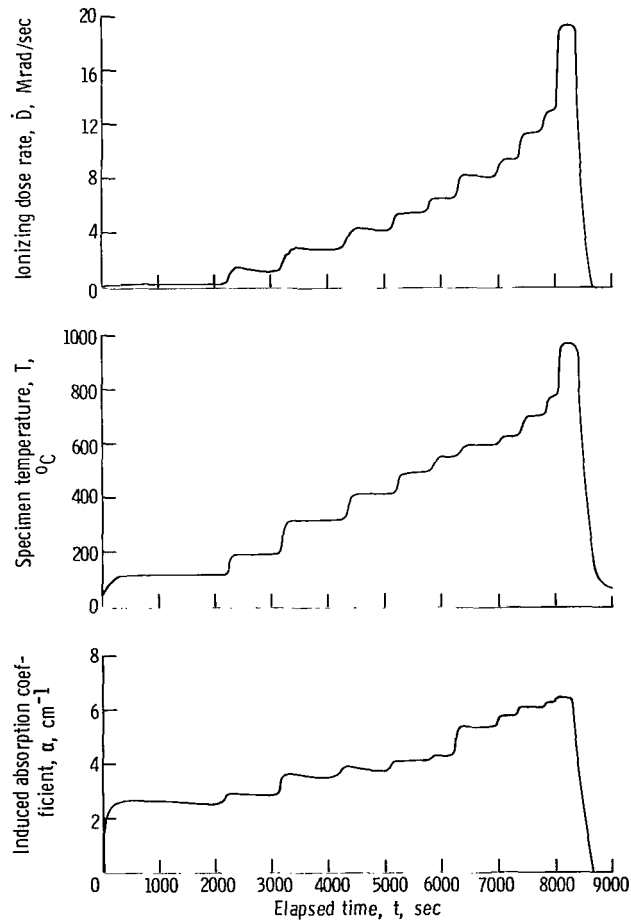 20
16
12
8
4
0
Ionizing dose rate, Ḋ, Mrad/sec
1000
800
600
400
200
0
Specimen temperature, T,
°C
8
6
4
2
0 1000 2000 3000 4000 5000 6000 7000 8000 9000
Induced absorption coef-
ficient, α, cm⁻¹
Elapsed time, t, sec